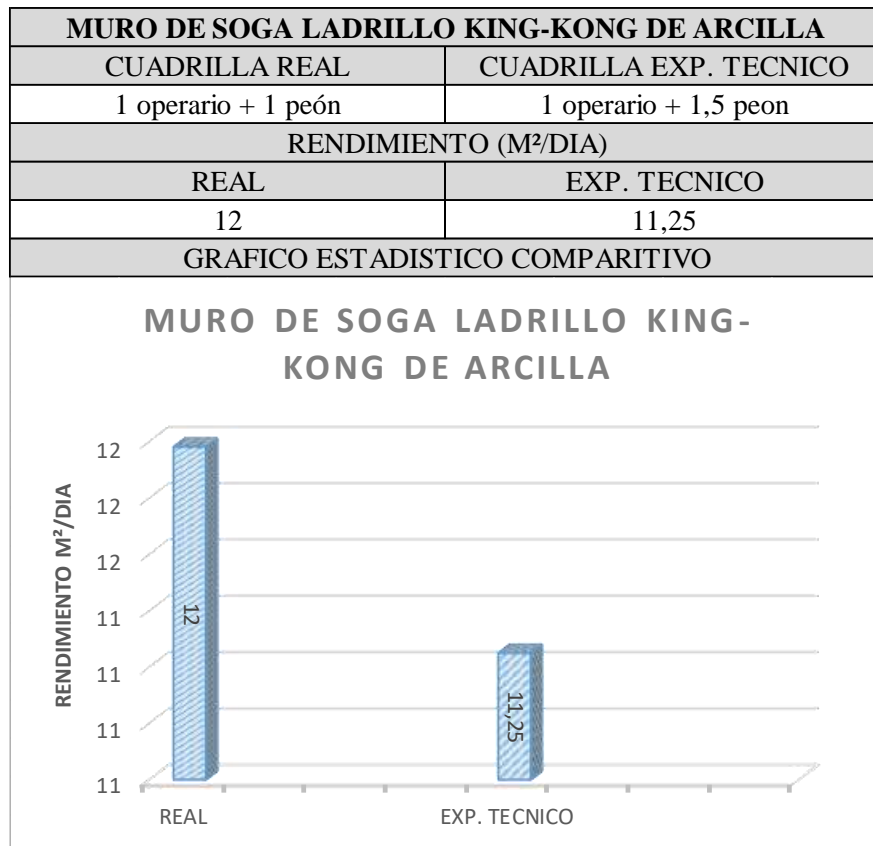 MURO DE SOGA LADRILLO KING-KONG DE ARCILLA
CUADRILLA REAL CUADRILLA EXP. TECNICO
1 operario + 1 peón 1 operario + 1,5 peon
RENDIMIENTO (M²/DIA)
REAL EXP. TECNICO
12 11,25
GRAFICO ESTADISTICO COMPARITIVO
MURO DE SOGA LADRILLO KING-
KONG DE ARCILLA
RENDIMIENTO M²/DIA
12
12
12
11
11
11
11
12
11,25
REAL EXP. TECNICO